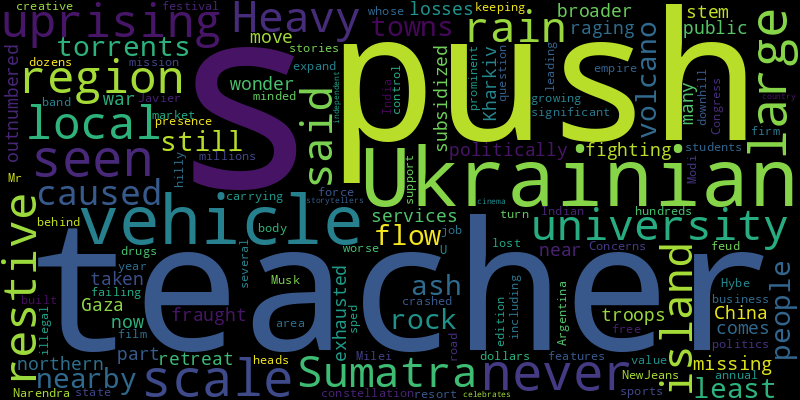 creative
festival
whose
keeping
uprising
Heavy
losses
broader
stem
rain
towns
raging
public
torrents
move
stories
dozens
mission
expand
region
wonder
Javier
minded
band
war
market
presence
local
said
S
push
independent
India
control
subsidized
prominent
Kharkiv
question
leading
empire
growing
significant
volcano
many
downhill
Congress
large
firm
outnumbered
still
politically
fighting
students
seen
millions
hilly
Mr
caused
carrying
force
storytellers
support
Ukrainian
Modi
country
cinema
behind
vehicle
body
services
turn
Indian
hundreds
university
restive
flow
job
U
near
Concerns
feud
drugs
several
worse
lost
teacher
year
taken
failing
Musk
ash
crashed
edition
including
island
Hybe
people
Gaza
built
illegal
now
fraught
area
exhausted
sped
rock
road
Argentina
troops
free
business
China
comes
politics
film
part
retreat
heads
Milei
dollars
features
value
missing
annual
northern
nearby
scale
Sumatra
never
NewJeans
least
Narendra
state
constellation
resort
celebrates
sports